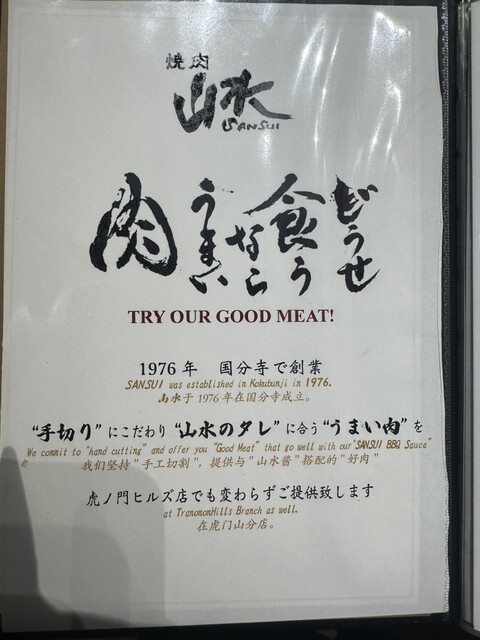 焼肉
山水
SANSUI
どうせ
食う
なら
うまい
肉
TRY OUR GOOD MEAT!
1976年 国分寺で創業
SANSUI was established in Kokubunji in 1976.
山水于1976年在国分寺成立。
“手切り”にこだわり“山水のタレ”に合う“うまい肉”を
We commit to "hand cutting" and offer you "Good Meat" that go well with our "SANSUI BBQ Sauce"
我们坚持"手工切割"，提供与"山水酱"搭配的"好肉"
虎ノ門ヒルズ店でも変わらずご提供致します
at TranomonHills Branch as well.
在虎门山分店。